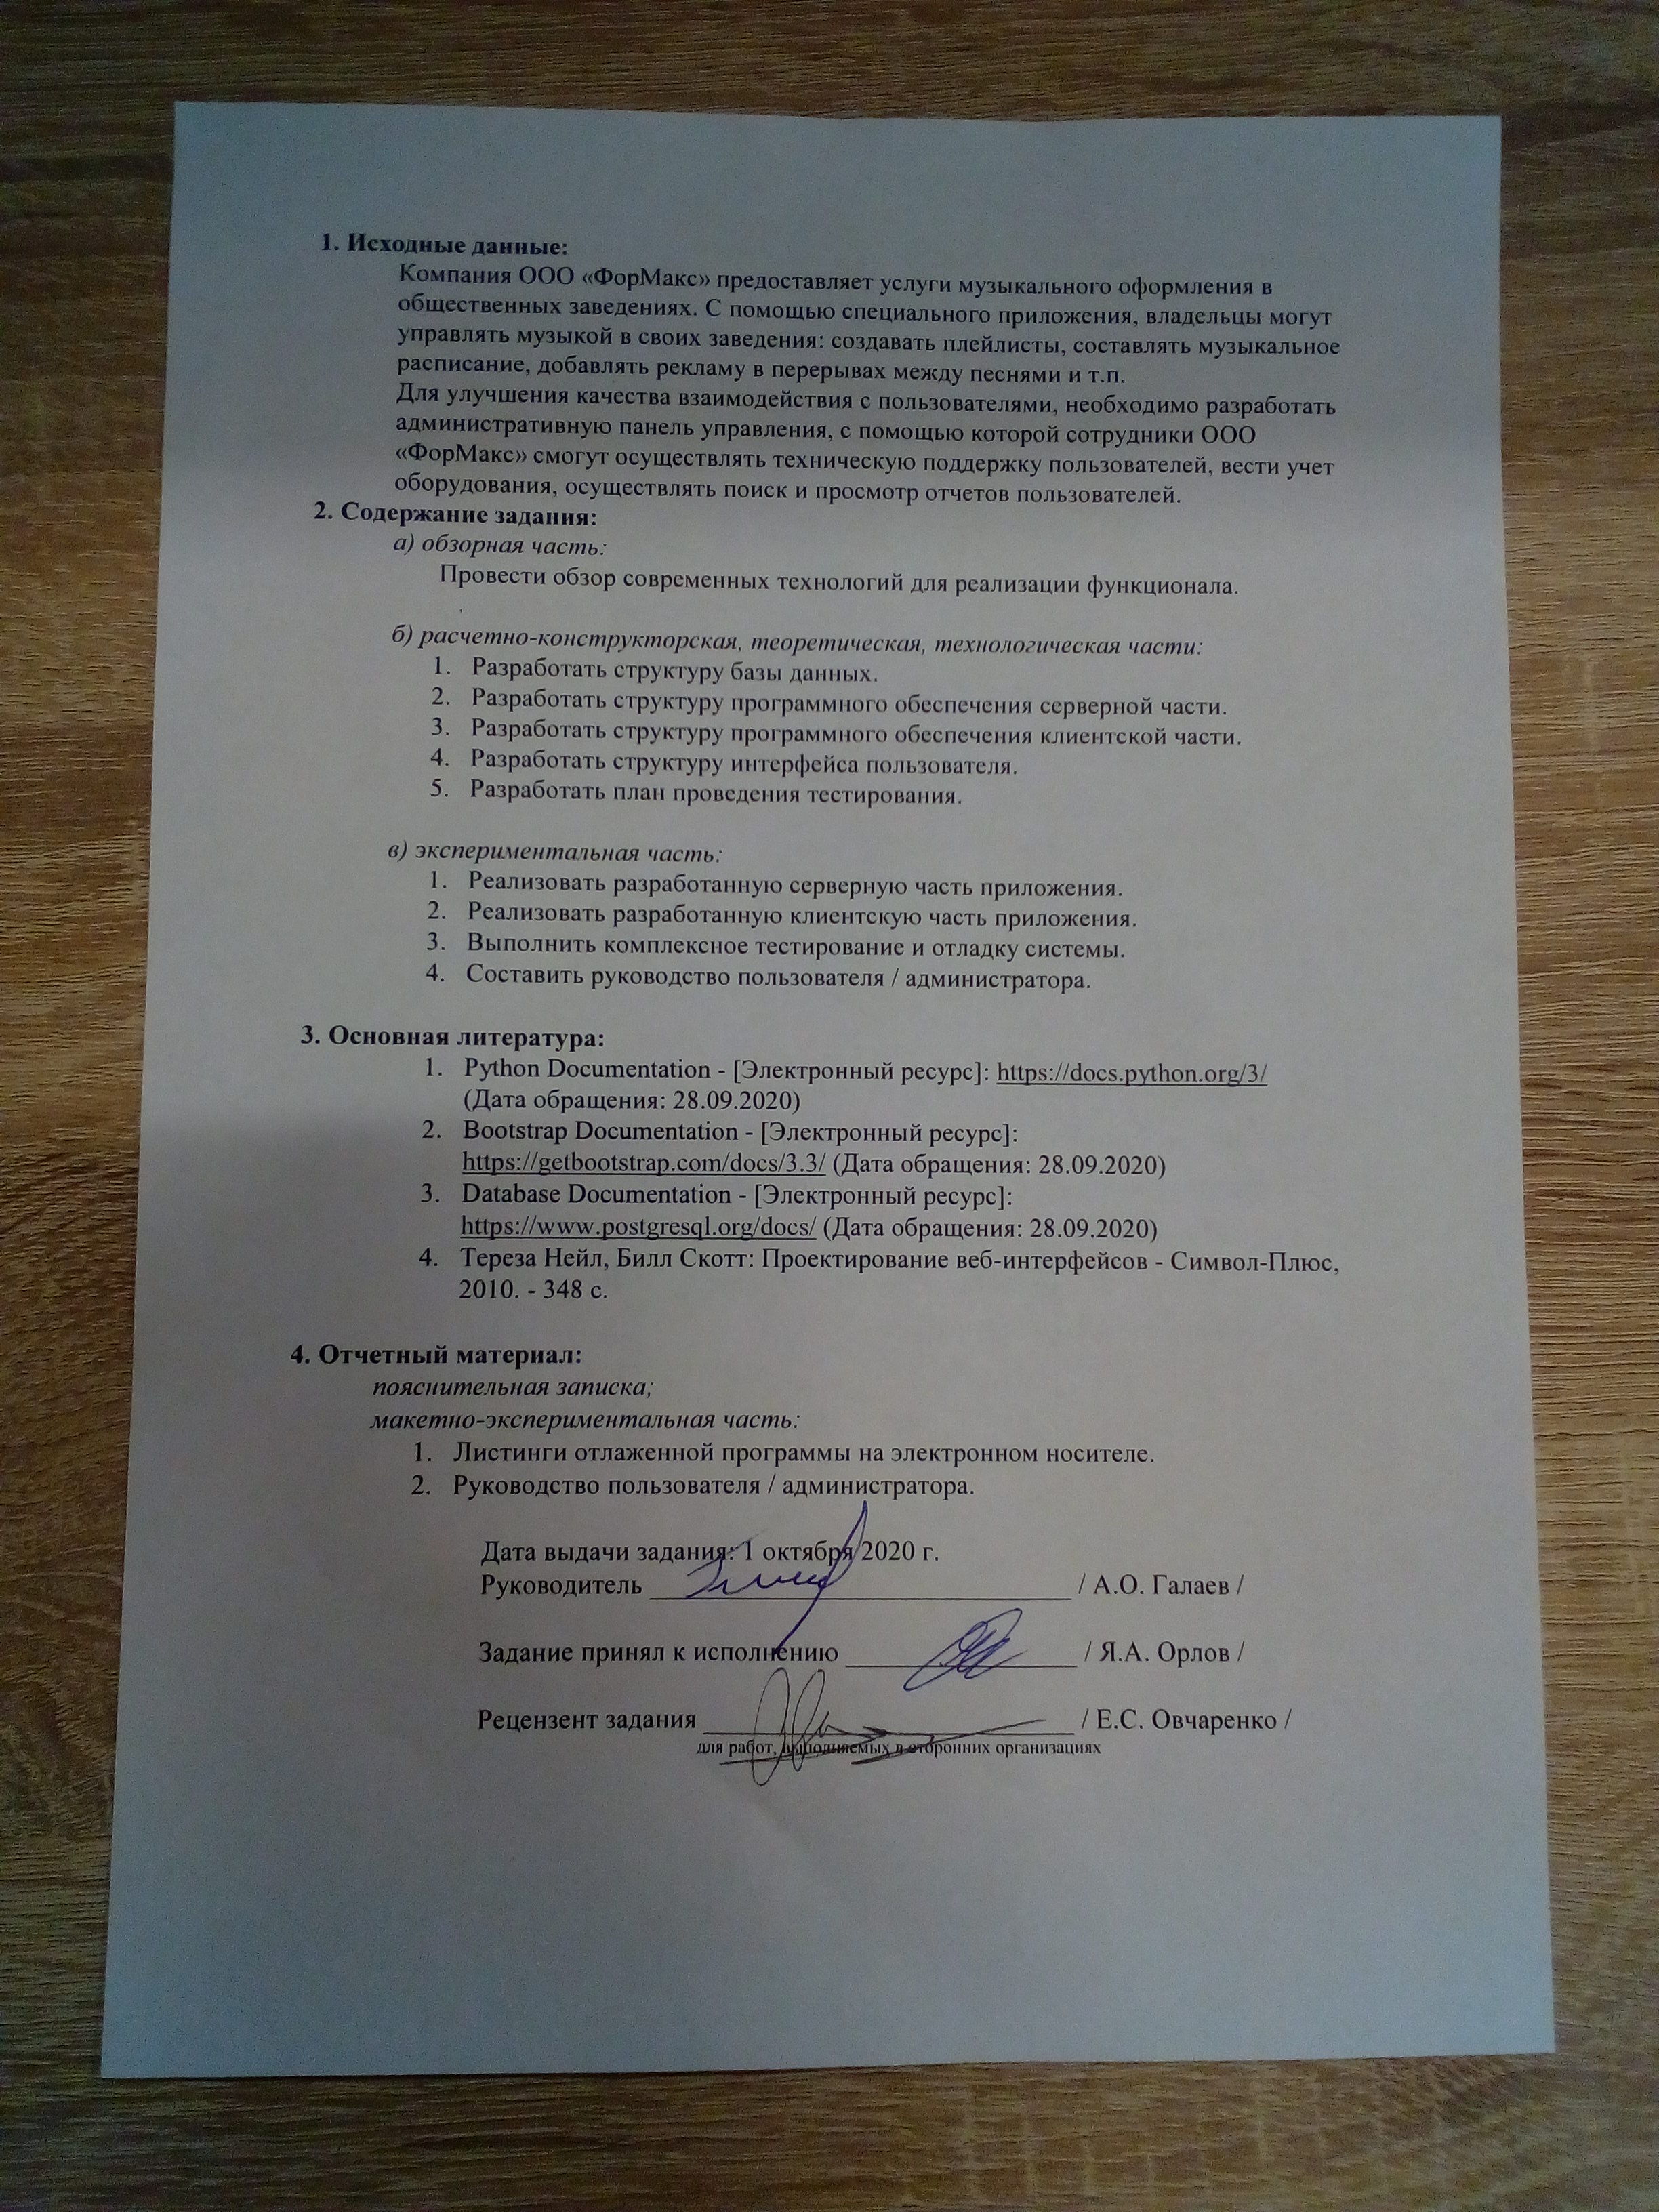 1. Исходные данные:
Компания ООО «ФорМакс» предоставляет услуги музыкального оформления в
общественных заведениях. С помощью специального приложения, владельцы могут
управлять музыкой в своих заведения: создавать плейлисты, составлять музыкальное
расписание, добавлять рекламу в перерывах между песнями и т.п.
Для улучшения качества взаимодействия с пользователями, необходимо разработать
административную панель управления, с помощью которой сотрудники ООО
«ФорМакс» смогут осуществлять техническую поддержку пользователей, вести учет
оборудования, осуществлять поиск и просмотр отчетов пользователей.
2. Содержание задания:
а) обзорная часть:
Провести обзор современных технологий для реализации функционала.
.
б) расчетно-конструкторская, теоретическая, технологическая части:
1. Разработать структуру базы данных.
2. Разработать структуру программного обеспечения серверной части.
3. Разработать структуру программного обеспечения клиентской части.
4. Разработать структуру интерфейса пользователя.
5. Разработать план проведения тестирования.
в) экспериментальная часть:
1. Реализовать разработанную серверную часть приложения.
2. Реализовать разработанную клиентскую часть приложения.
3. Выполнить комплексное тестирование и отладку системы.
4. Составить руководство пользователя / администратора.
3. Основная литература:
1. Python Documentation - [Электронный ресурс]: https://docs.python.org/3/
(Дата обращения: 28.09.2020)
2. Bootstrap Documentation - [Электронный ресурс]:
https://getbootstrap.com/docs/3.3/ (Дата обращения: 28.09.2020)
3. Database Documentation - [Электронный ресурс]:
https://www.postgresql.org/docs/ (Дата обращения: 28.09.2020)
4. Тереза Нейл, Билл Скотт: Проектирование веб-интерфейсов - Символ-Плюс,
2010. - 348 с.
4. Отчетный материал:
пояснительная записка;
макетно-экспериментальная часть:
1. Листинги отлаженной программы на электронном носителе.
2. Руководство пользователя / администратора.
Дата выдачи задания: 1 октября 2020 г.
Руководитель / А.О. Галаев /
Задание принял к исполнению / Я.А. Орлов /
Рецензент задания / Е.С. Овчаренко /
для работ, выполняемых в сторонних организациях